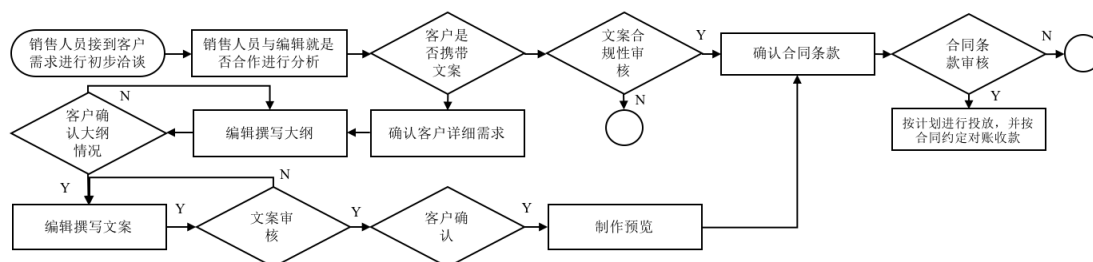 销售人员接到客户
需求进行初步洽谈
销售人员与编辑就是
否合作进行分析
客户是
否携带
文案
文案合
规性审
核
Y
确认合同条款
合同条
款审核
N
N
Y
客户确
认大纲
情况
N
编辑撰写大纲
确认客户详细需求
按计划进行投放，并按
合同约定对账收款
Y
N
编辑撰写文案
Y
文案审
核
Y
客户确
认
Y
制作预览